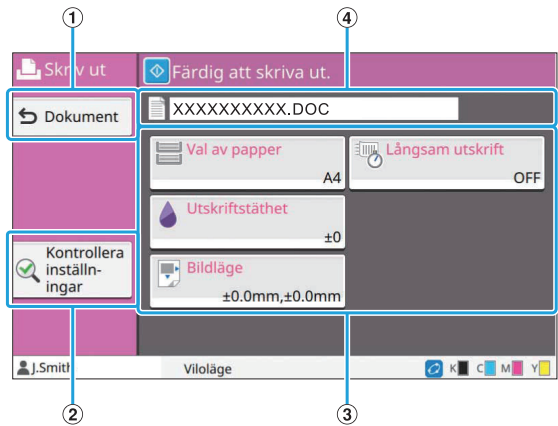 1
4
Skriv ut
Färdig att skriva ut.
Dokument
XXXXXXXXXX.DOC
Val av papper
A4
Långsam utskrift
OFF
Utskriftstäthet
±0
Kontrollera
inställn-
ingar
Bildläge
±0.0mm,±0.0mm
J.Smith
Viloläge
K C M Y
2
3